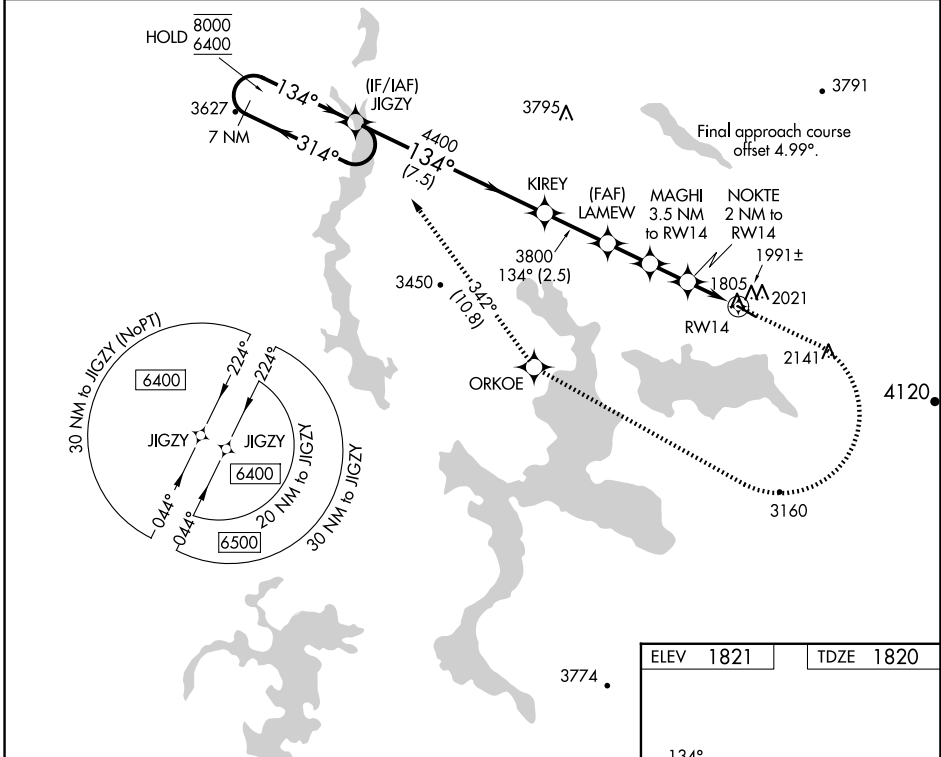 HOLD 8000
6400
134°
314°
3627
7 NM
(IF/IAF)
JIGZY
4400
134°
(7.5)
3795
3791
Final approach course
offset 4.99°.
KIREY
3800
134° (2.5)
(FAF)
LAMEW
MAGHI
3.5 NM
to RW14
NOKTE
2 NM to
RW14
1991±
1805
2021
RW14
2141
3450
342°
(10.8)
ORKOE
4120
3160
30 NM to JIGZY (NoPT)
6400
224°
224°
JIGZY
JIGZY
6400
20 NM to JIGZY
30 NM to JIGZY
044°
044°
6500
3774
ELEV 1821
TDZE 1820
134°